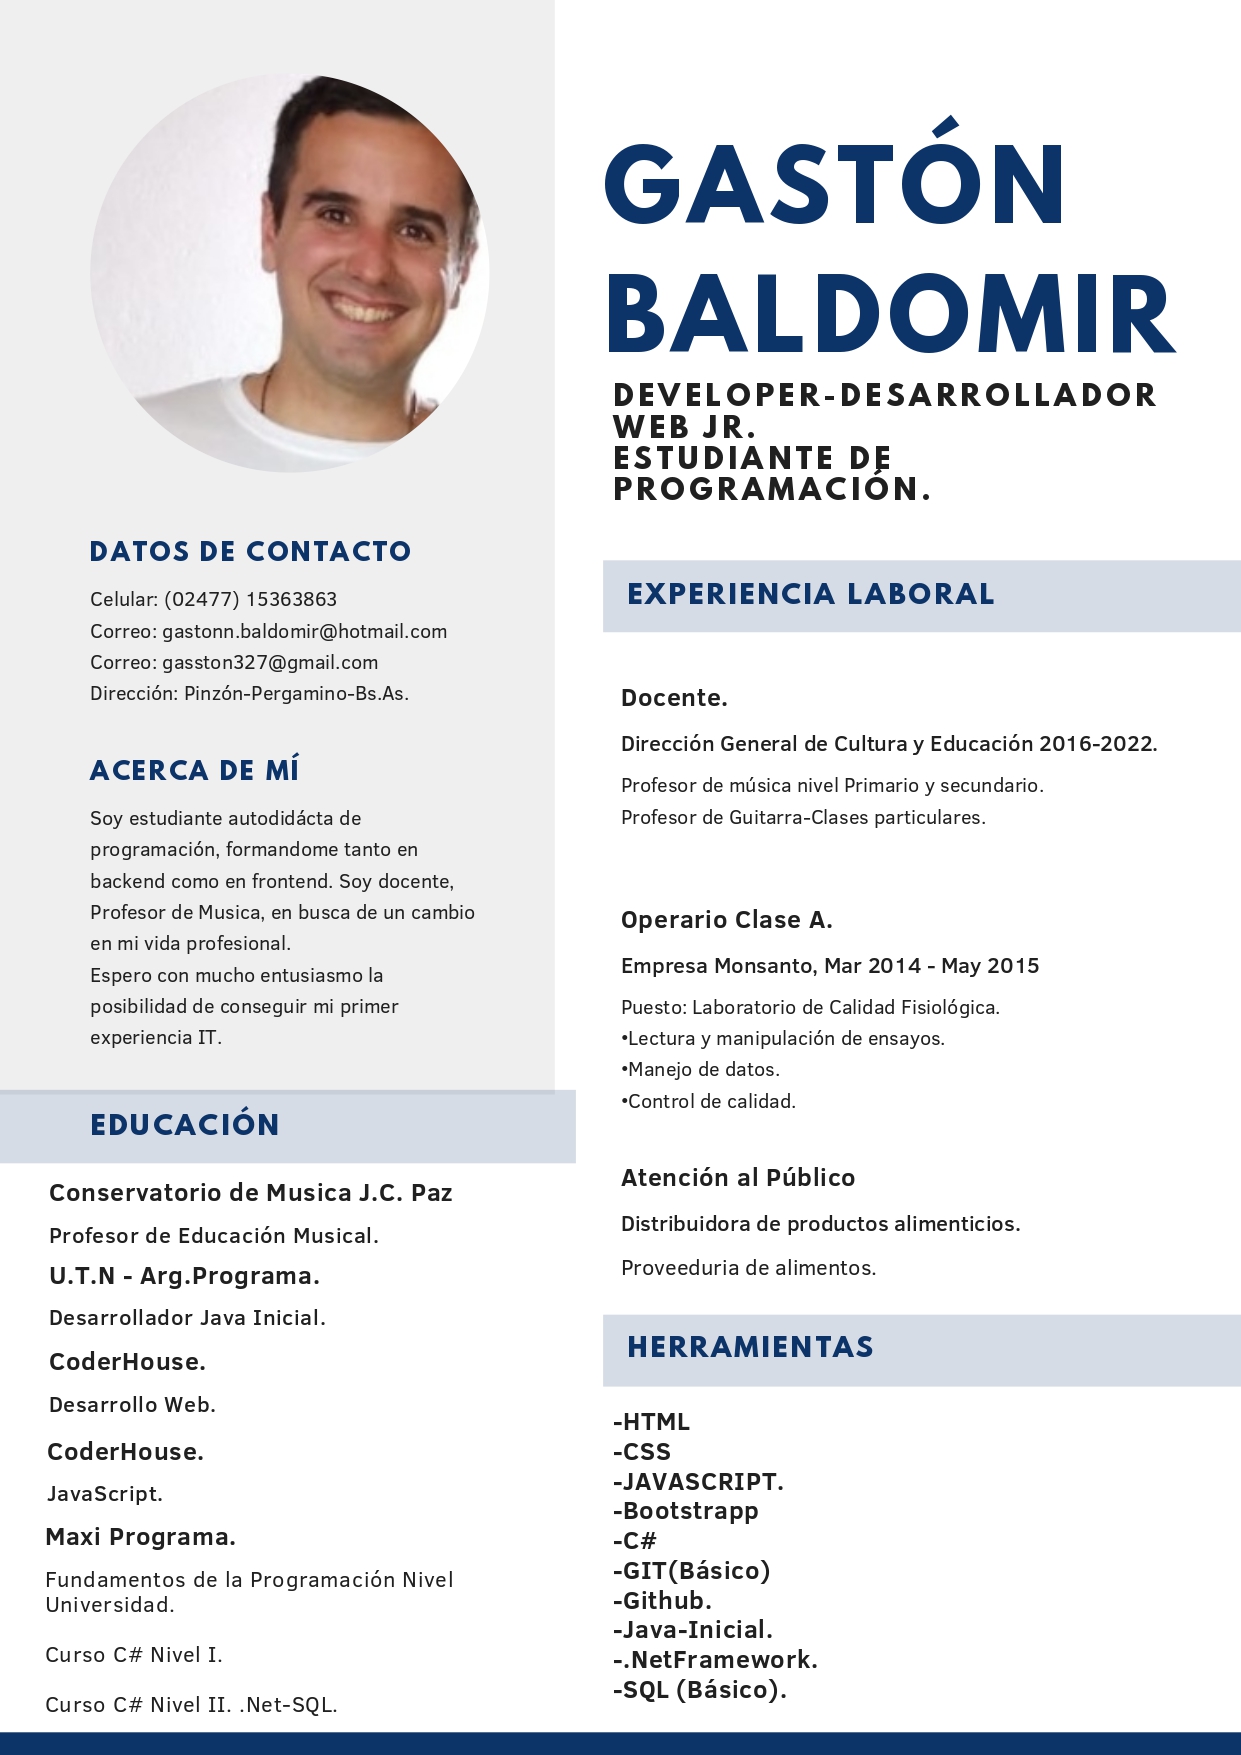 GASTÓN
BALDOMIR
DEVELOPER-DESARROLLADOR
WEB JR.
ESTUDIANTE DE
PROGRAMACIÓN.
DATOS DE CONTACTO
Celular: (02477) 15363863
Correo: gastonn.baldomir@hotmail.com
Correo: gasston327@gmail.com
Dirección: Pinzón-Pergamino-Bs.As.
ACERCA DE MÍ
Soy estudiante autodidácta de
programación, formandome tanto en
backend como en frontend. Soy docente,
Profesor de Musica, en busca de un cambio
en mi vida profesional.
Espero con mucho entusiasmo la
posibilidad de conseguir mi primer
experiencia IT.
EDUCACIÓN
Conservatorio de Musica J.C. Paz
Profesor de Educación Musical.
U.T.N - Arg.Programa.
Desarrollador Java Inicial.
CoderHouse.
Desarrollo Web.
CoderHouse.
JavaScript.
Maxi Programa.
Fundamentos de la Programación Nivel
Universidad.
Curso C# Nivel I.
Curso C# Nivel II. .Net-SQL.
EXPERIENCIA LABORAL
Docente.
Dirección General de Cultura y Educación 2016-2022.
Profesor de música nivel Primario y secundario.
Profesor de Guitarra-Clases particulares.
Operario Clase A.
Empresa Monsanto, Mar 2014 - May 2015
Puesto: Laboratorio de Calidad Fisiológica.
•Lectura y manipulación de ensayos.
•Manejo de datos.
•Control de calidad.
Atención al Público
Distribuidora de productos alimenticios.
Proveeduria de alimentos.
HERRAMIENTAS
-HTML
-CSS
-JAVASCRIPT.
-Bootstrapp
-C#
-GIT(Básico)
-Github.
-Java-Inicial.
-.NetFramework.
-SQL (Básico).